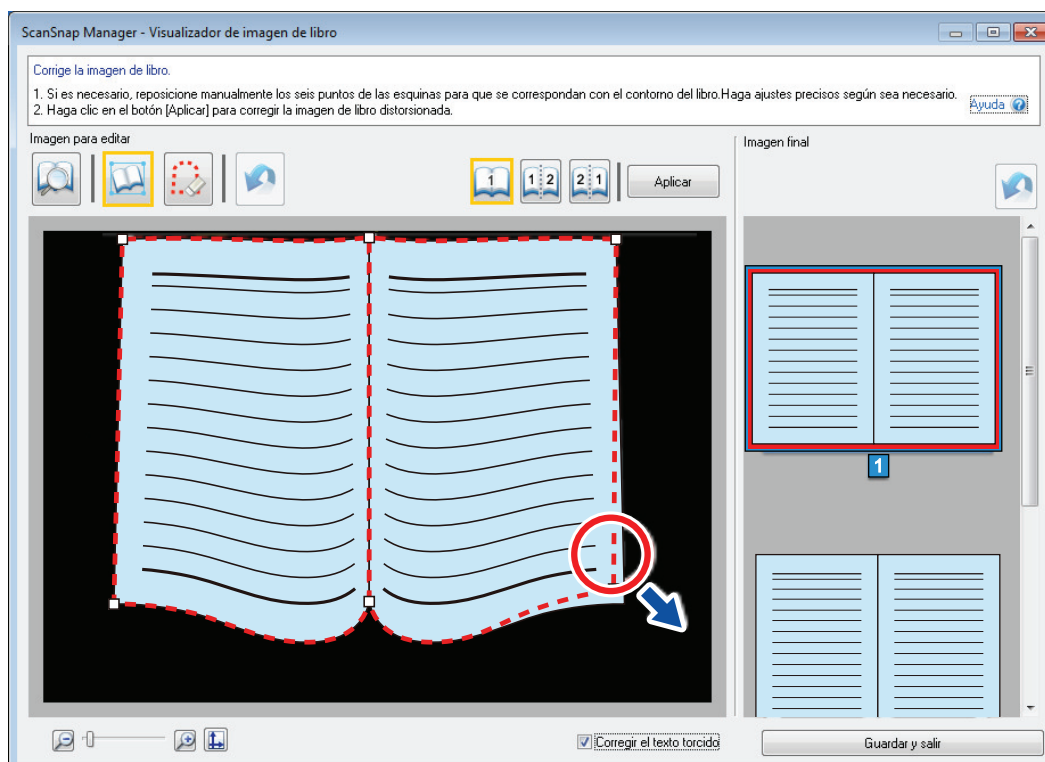 ScanSnap Manager - Visualizador de imagen de libro
Corrige la imagen de libro.
1. Si es necesario, reposicione manualmente los seis puntos de las esquinas para que se correspondan con el contorno del libro.Haga ajustes precisos según sea necesario.
2. Haga clic en el botón [Aplicar] para corregir la imagen de libro distorsionada.
Ayuda
Imagen para editar
Imagen final
1
1 2
2 1
Aplicar
1
Corregir el texto torcido
Guardar y salir